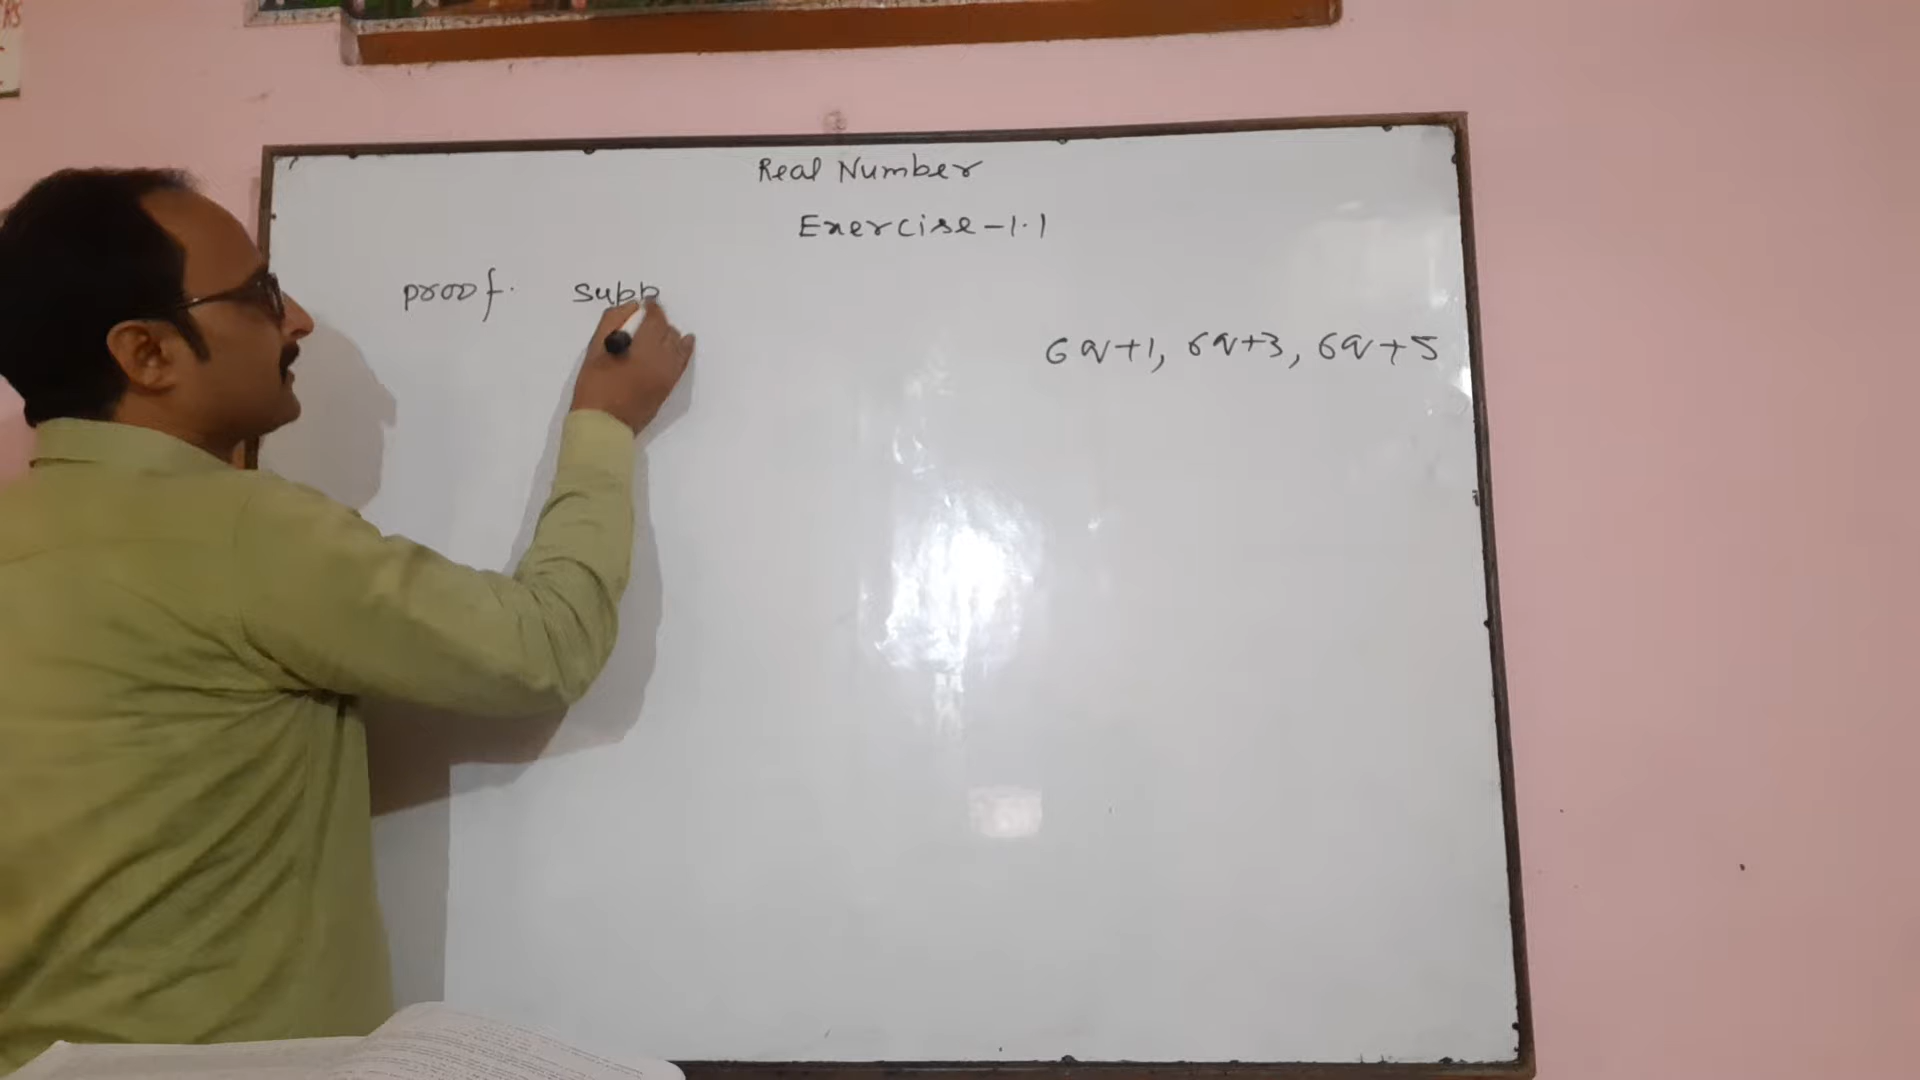 Real Number
Exercise-1.1
proof. supp
6q+1, 6q+3, 6q+5